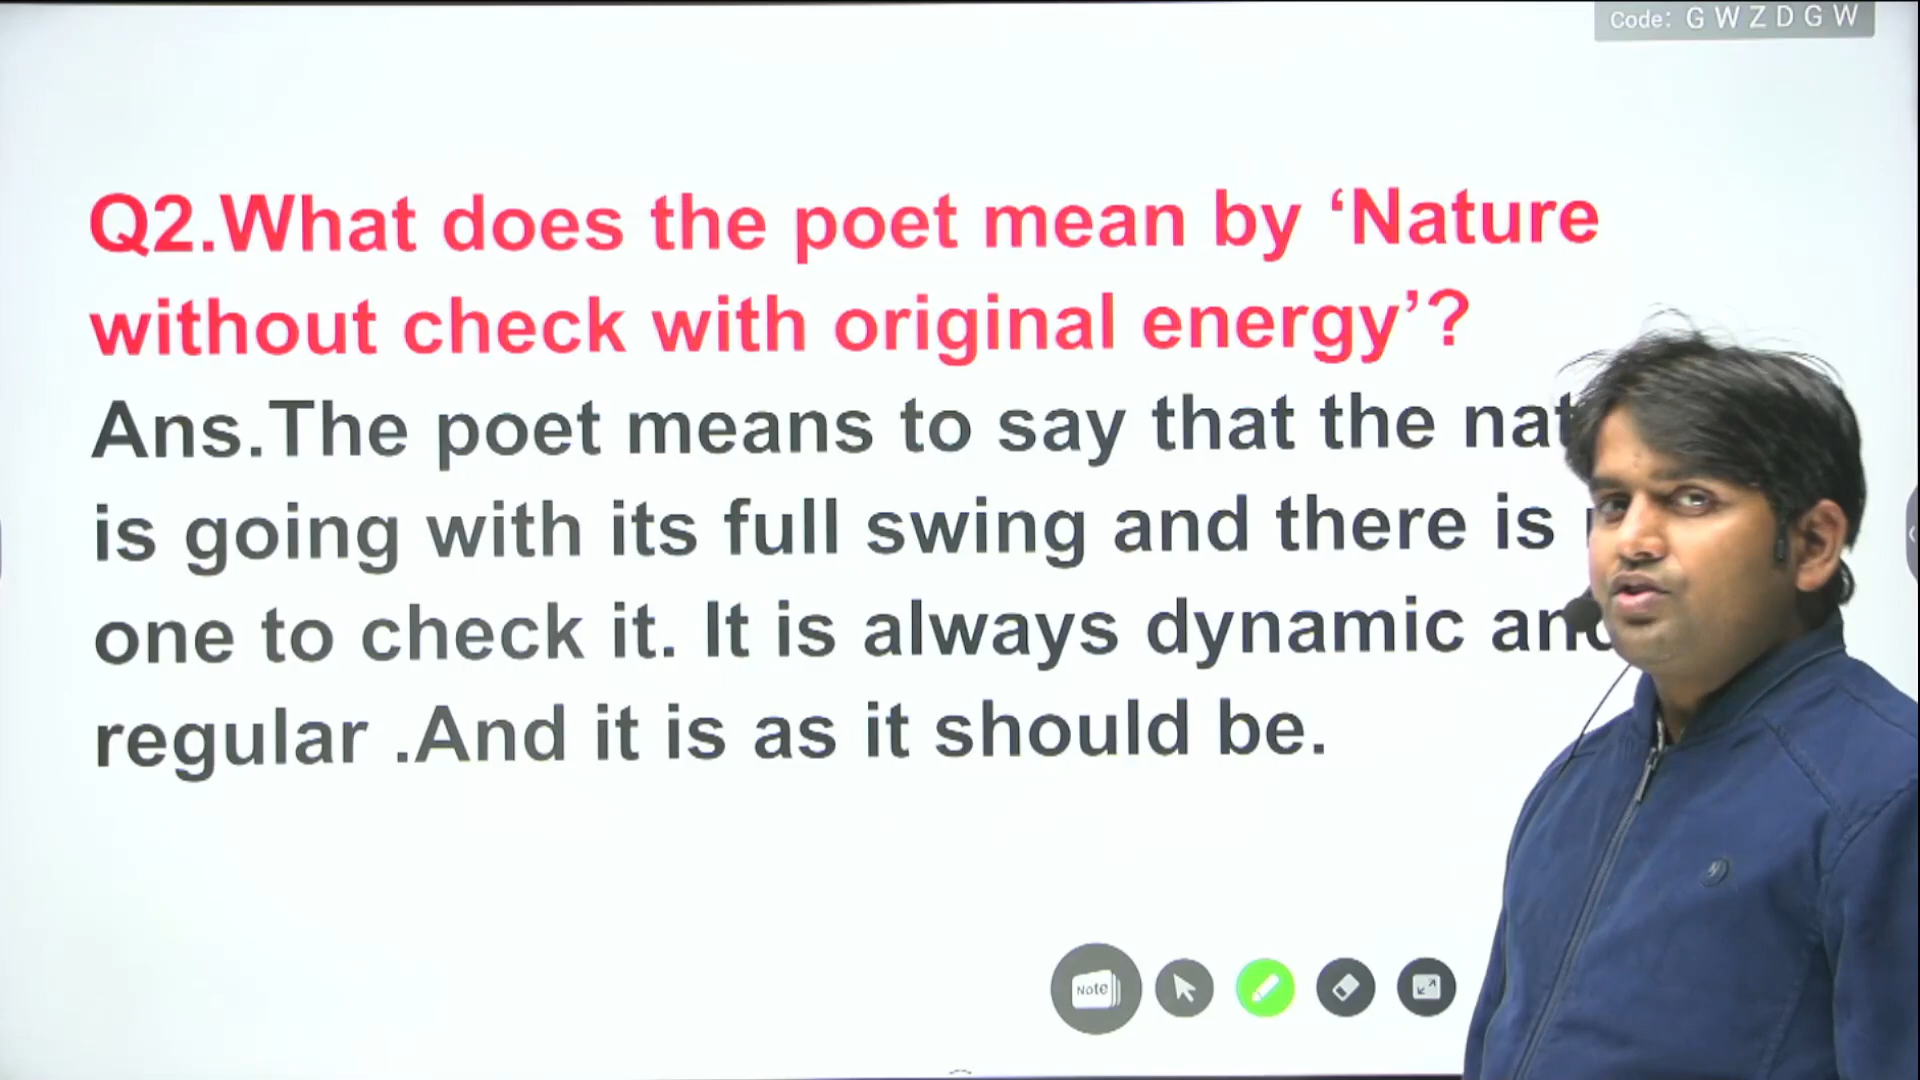 Code: G W Z D G W
Q2.What does the poet mean by ‘Nature
without check with original energy’?
Ans.The poet means to say that the
is going with its full swing and there is
one to check it. It is always dynamic and
regular .And it is as it should be.
Note